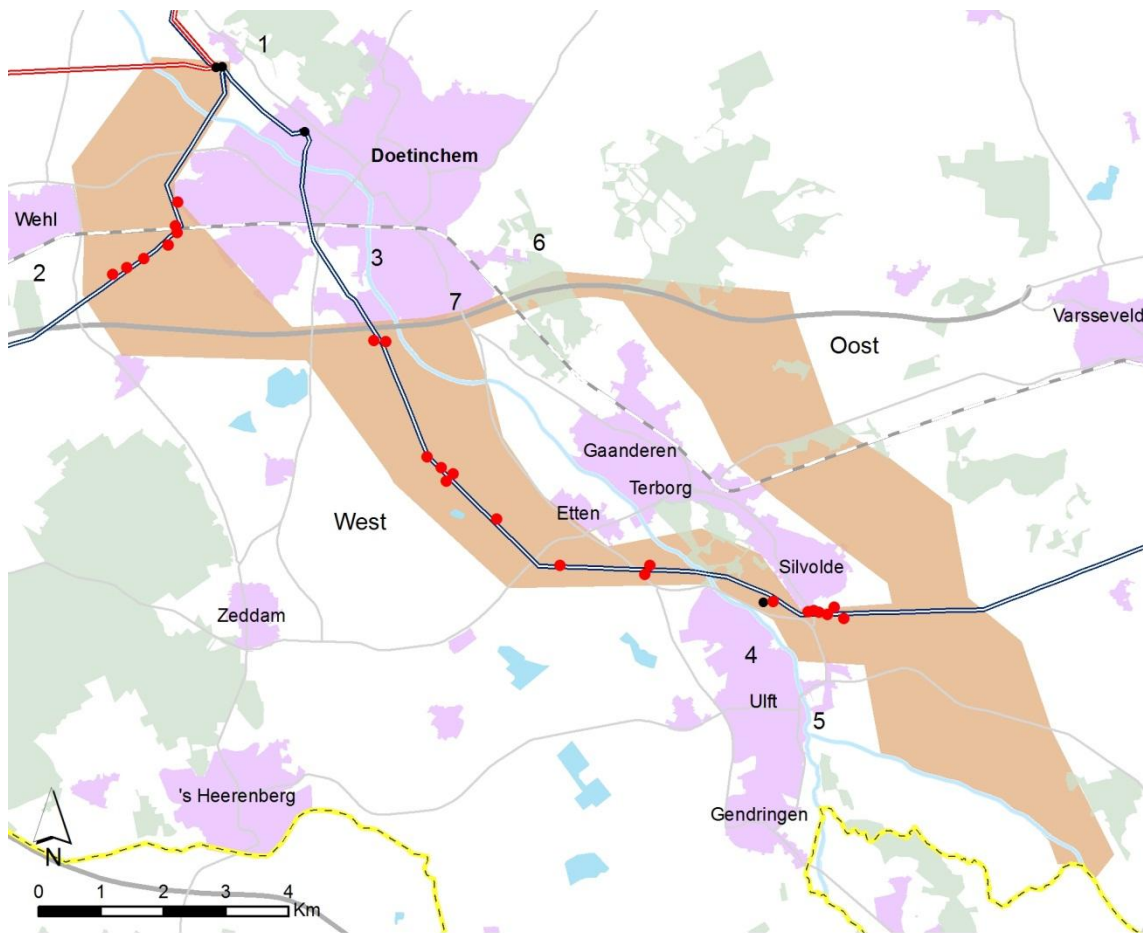 1
Doetinchem
Wehl
6
2
3
7
Varsseveld
Oost
Gaanderen
Terborg
Etten
West
Silvolde
Zeddam
4
Ulft
5
's Heerenberg
Gendringen
N
0 1 2 3 4
Km